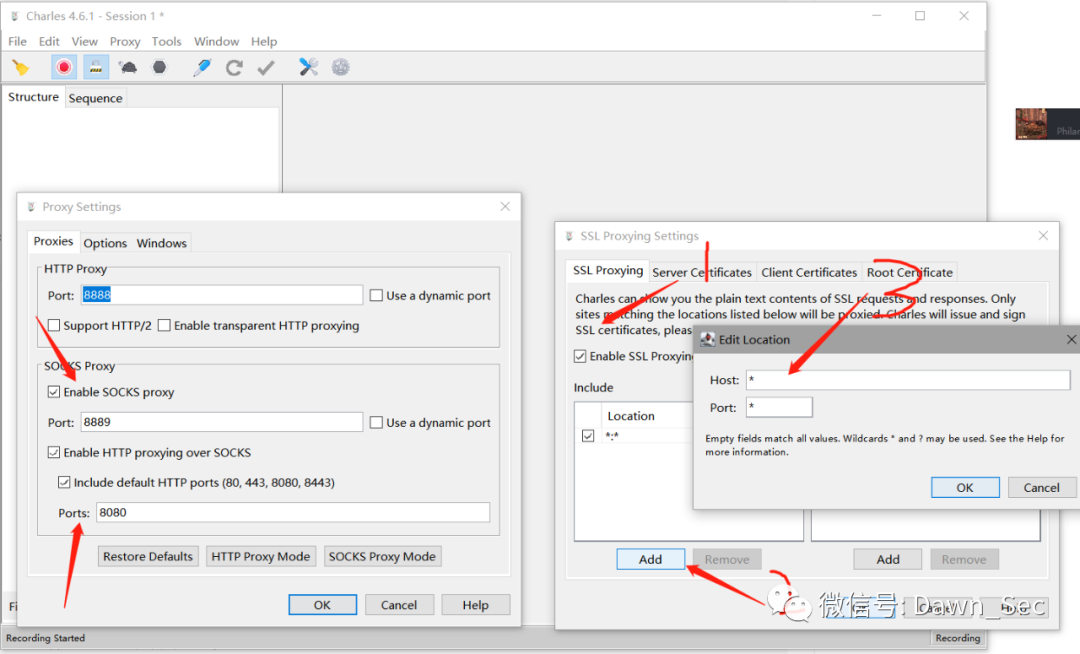 Charles 4.6.1 - Session 1 *
File Edit View Proxy Tools Window Help
Structure Sequence
Proxy Settings
Proxies Options Windows
HTTP Proxy
Port: 8888 Use a dynamic port
Support HTTP/2 Enable transparent HTTP proxying
SOCKS Proxy
Enable SOCKS proxy
Port: 8889 Use a dynamic port
Enable HTTP proxying over SOCKS
Include default HTTP ports (80, 443, 8080, 8443)
Ports: 8080
Restore Defaults HTTP Proxy Mode SOCKS Proxy Mode
OK Cancel Help
SSL Proxying Settings
SSL Proxying Server Certificates Client Certificates Root Certificate
Charles can show you the plain text contents of SSL requests and responses. Only
sites matching the locations listed below will be proxied. Charles will issue and sign
SSL certificates, pleas
Enable SSL Proxying
Include
Location
*:*
Add Remove Add Remove
Edit Location
Host: *
Port: *
Empty fields match all values. Wildcards * and ? may be used. See the Help for
more information.
OK Cancel
1
3
2
微信号: Dawn_Sec
Philar
Recording Started Recording